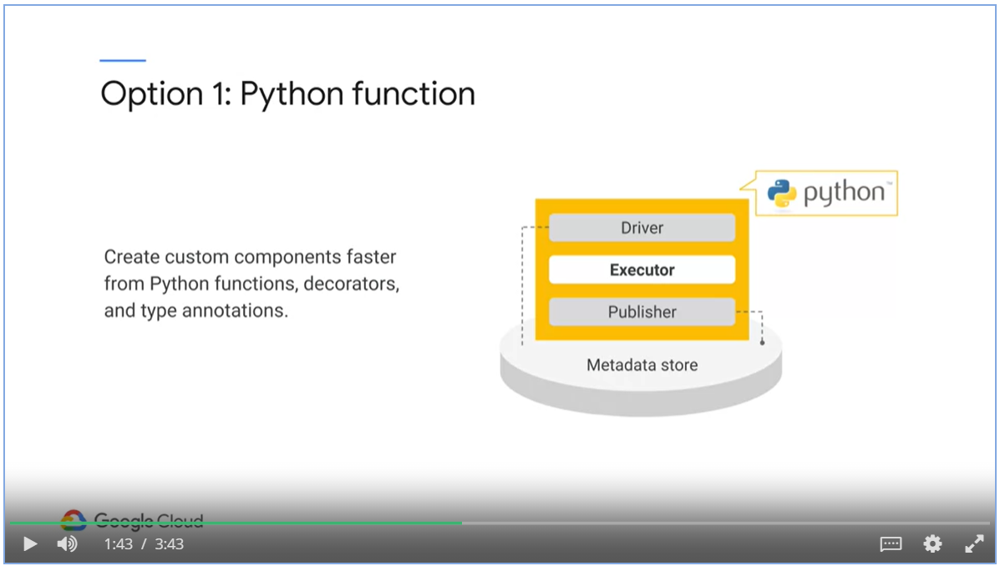 Option 1: Python function
python™
Driver
Create custom components faster
Executor
from Python functions, decorators,
and type annotations.
Publisher
Metadata store
Google Cloud
1:43 / 3:43